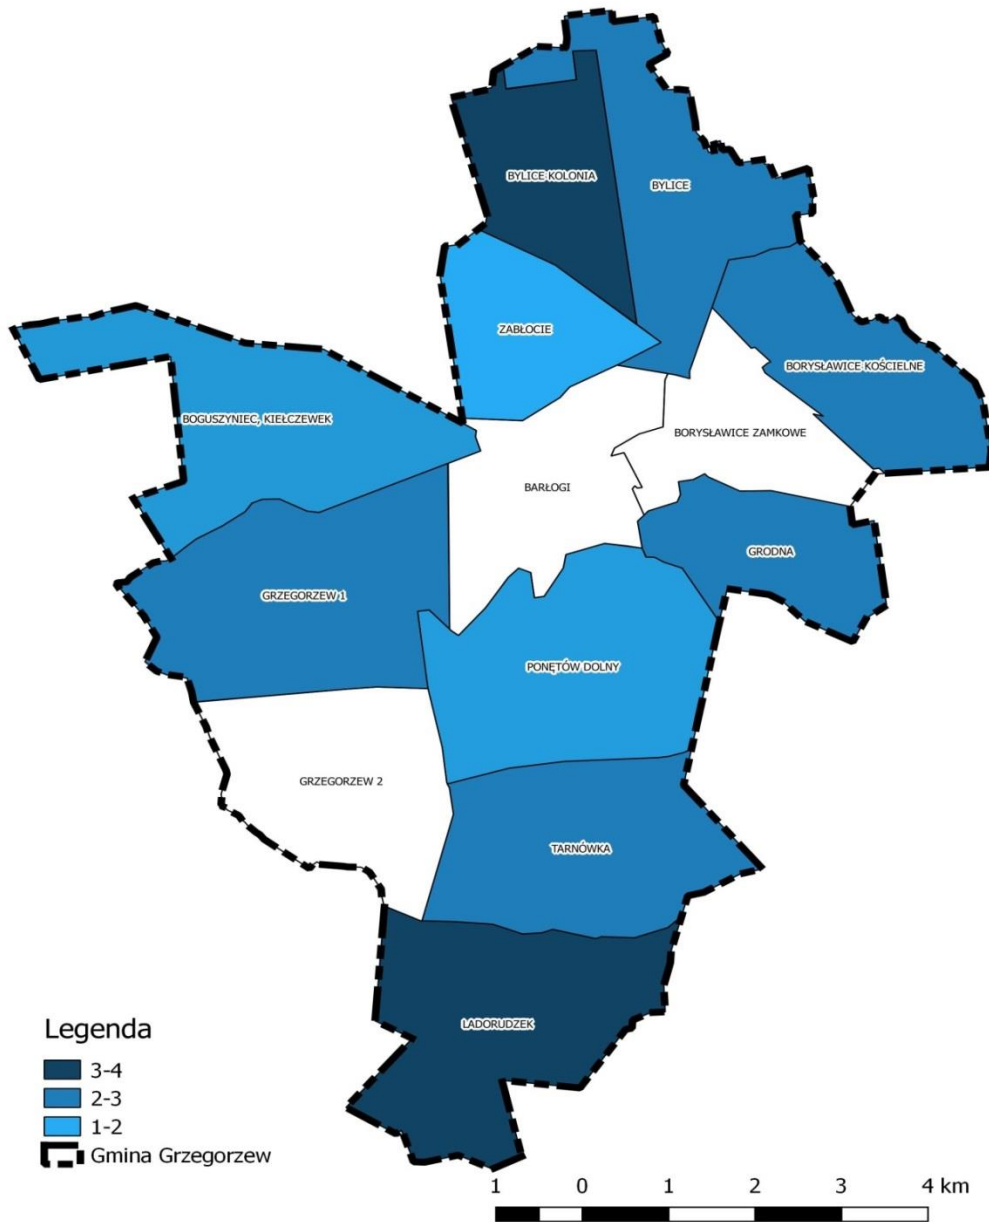 BYLICE KOLONIA
BYLICE
ZABŁOCIE
BORYSŁAWICE KOŚCIELNE
BOGUSZYNIEC, KIEŁCZEWEK
BORYSŁAWICE ZAMKOWE
BARŁOGI
GRODNA
GRZEGORZEW 1
PONĘTÓW DOLNY
GRZEGORZEW 2
TARNÓWKA
LADORUDZEK
Legenda
3-4
2-3
1-2
Gmina Grzegorzew
1 0 1 2 3 4 km